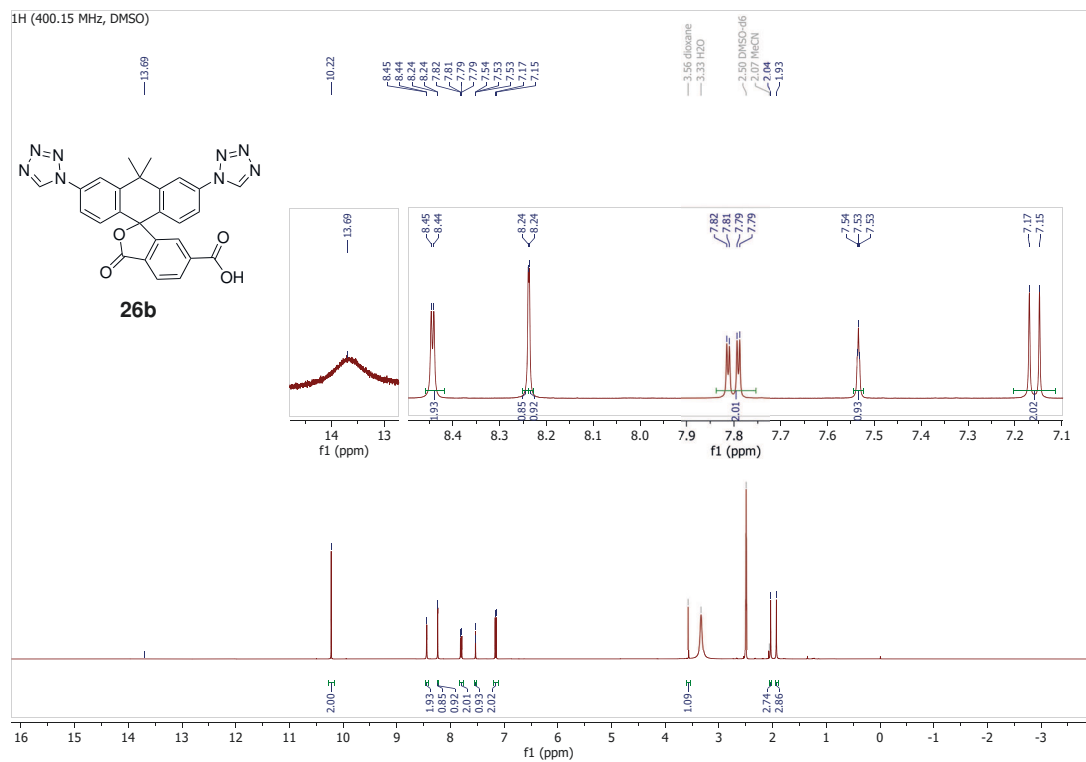 1H (400.15 MHz, DMSO)
13.69
10.22
8.45
8.44
8.24
8.24
7.82
7.81
7.79
7.79
7.54
7.53
7.53
7.17
7.15
3.56 dioxane
3.33 H2O
2.50 DMSO-d6
2.07 MeCN
2.04
1.93
N N N N N
N N N N N
O
O
O
OH
26b
13.69
14 13
f1 (ppm)
8.45
8.44
8.24
8.24
7.82
7.81
7.79
7.79
7.54
7.53
7.53
7.17
7.15
1.93 0.85 0.92 2.01 0.93 2.02
8.4 8.3 8.2 8.1 8.0 7.9 7.8 7.7 7.6 7.5 7.4 7.3 7.2 7.1
f1 (ppm)
2.00 1.93 0.85 0.92 2.01 0.93 2.02 1.09 2.74 2.86
16 15 14 13 12 11 10 9 8 7 6 5 4 3 2 1 0 -1 -2 -3
f1 (ppm)